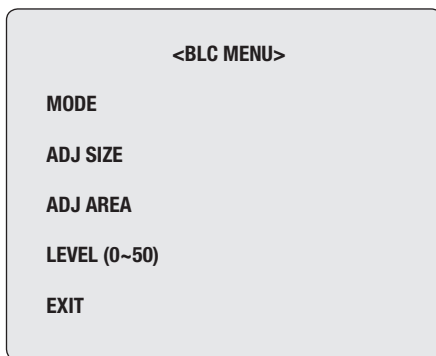 <BLC MENU>
MODE
ADJ SIZE
ADJ AREA
LEVEL (0~50)
EXIT